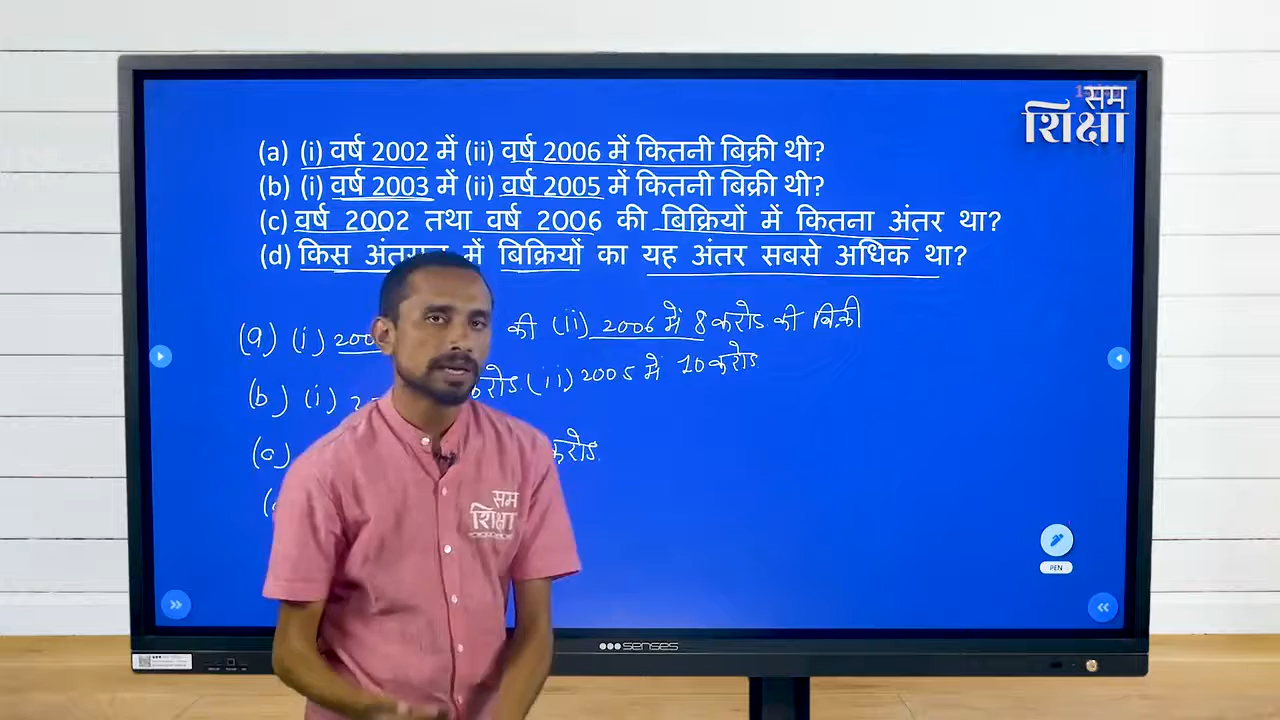 सम
शिक्षा
(a) (i) वर्ष 2002 में (ii) वर्ष 2006 में कितनी बिक्री थी?
(b) (i) वर्ष 2003 में (ii) वर्ष 2005 में कितनी बिक्री थी?
(c) वर्ष 2002 तथा वर्ष 2006 की बिक्रियों में कितना अंतर था?
(d) किस में बिक्रियों का यह अंतर सबसे अधिक था?
(a) (i) की (ii) 2006 में 8 करोड की बिक्री
(b) (i) करोड (ii) 2005 में 10 करोड
करोड
सम
शिक्षा
PEN
SENSES